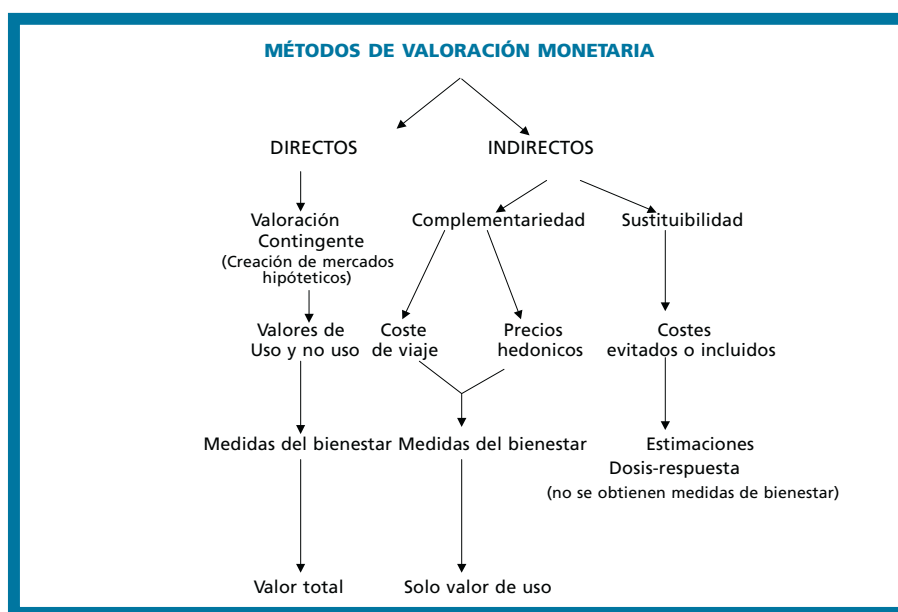 MÉTODOS DE VALORACIÓN MONETARIA
DIRECTOS
INDIRECTOS
Valoración
Contingente
(Creación de mercados
hipóteticos)
Complementariedad
Sustituibilidad
Valores de
Uso y no uso
Coste
de viaje
Precios
hedonicos
Costes
evitados o incluidos
Medidas del bienestar
Medidas del bienestar
Estimaciones
Dosis-respuesta
(no se obtienen medidas de bienestar)
Valor total
Solo valor de uso